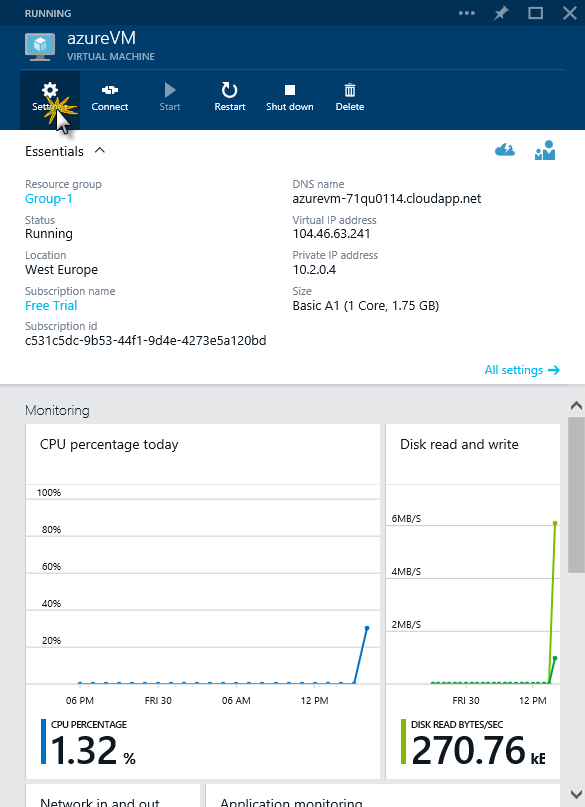 RUNNING
azureVM
VIRTUAL MACHINE
Connect Start Restart Shut down Delete
Essentials
Resource group
Group-1
Status
Running
Location
West Europe
Subscription name
Free Trial
Subscription id
c531c5dc-9b53-44f1-9d4e-4273e5a120bd
DNS name
azurevm-71qu0114.cloudapp.net
Virtual IP address
104.46.63.241
Private IP address
10.2.0.4
Size
Basic A1 (1 Core, 1.75 GB)
All settings
Monitoring
CPU percentage today
100%
80%
60%
40%
20%
06 PM FRI 30 06 AM 12 PM
CPU PERCENTAGE
1.32 %
Disk read and write
6MB/S
4MB/S
2MB/S
FRI 30 12 PM
DISK READ BYTES/SEC
270.76 kB
Network in and out
Application monitoring